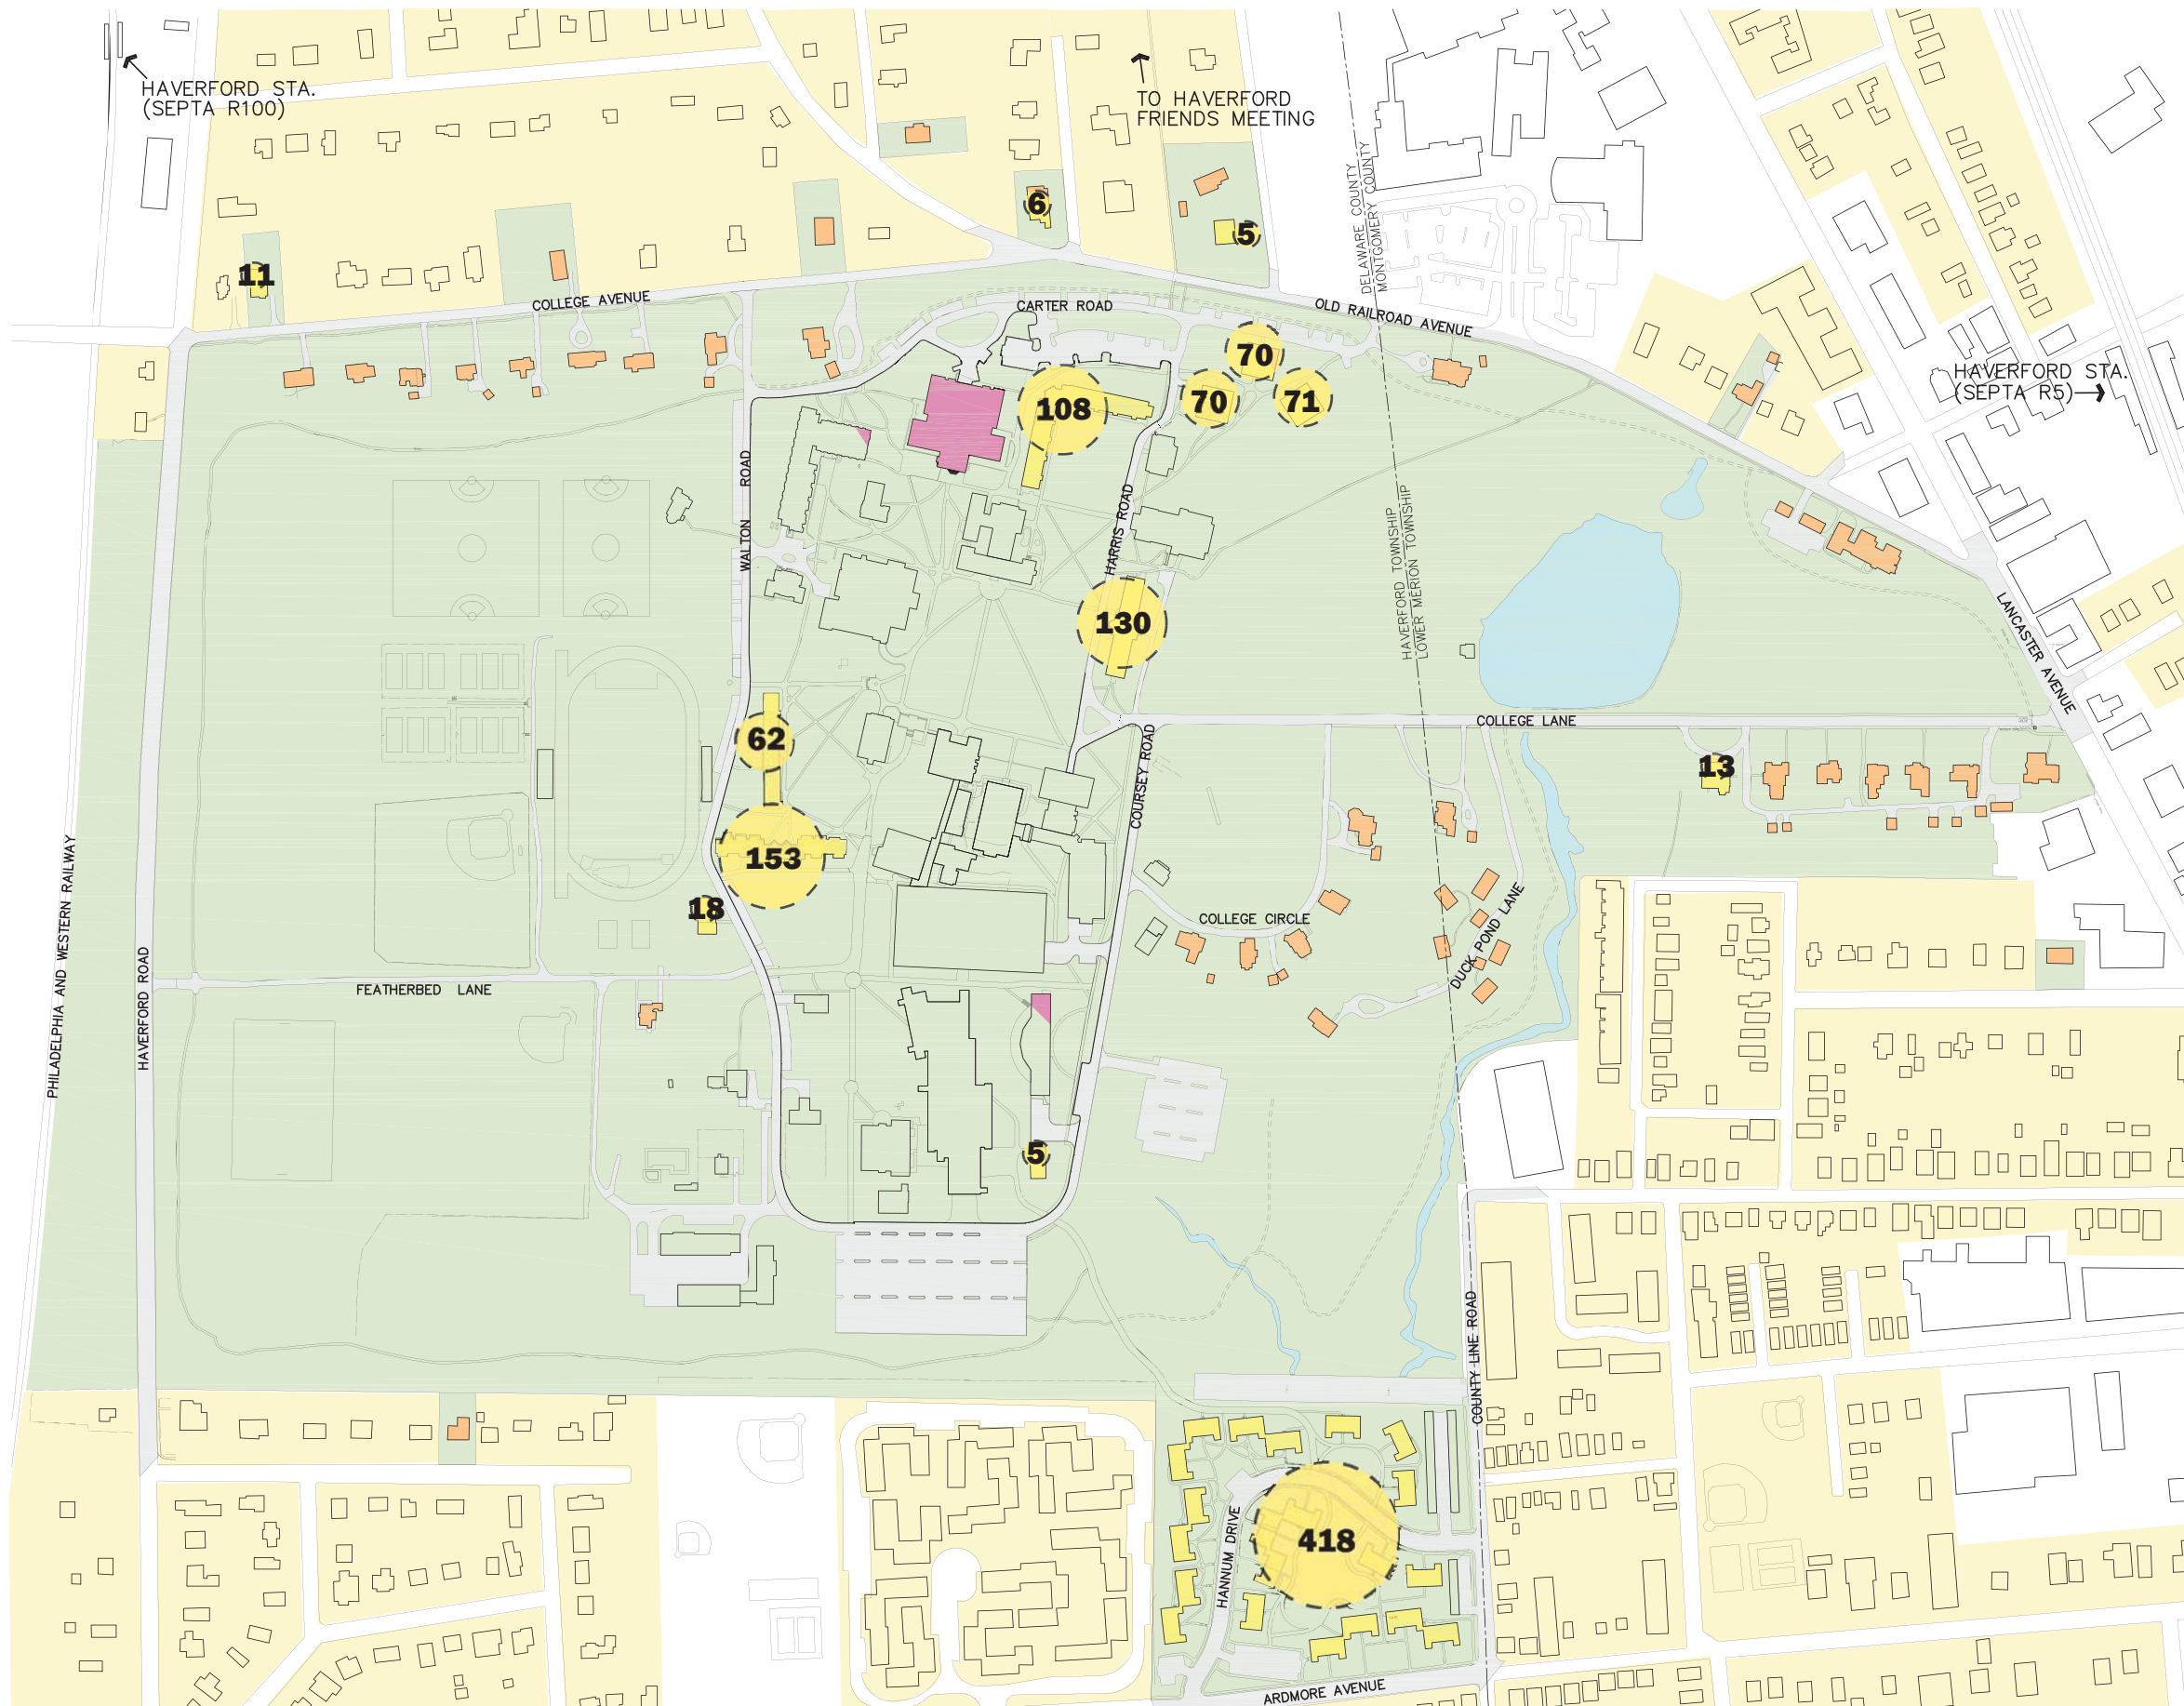 HAVERFORD STA.
(SEPTA R100)
TO HAVERFORD
FRIENDS MEETING
DELAWARE COUNTY
MONTGOMERY COUNTY
6
5
11
COLLEGE AVENUE
CARTER ROAD
OLD RAILROAD AVENUE
70
70
71
108
HAVERFORD STA.
(SEPTA R5)
WALTON ROAD
HARRIS ROAD
HAVERFORD TOWNSHIP
LOWER MERION TOWNSHIP
130
LANCASTER AVENUE
COLLEGE LANE
62
13
COURSEY ROAD
153
18
COLLEGE CIRCLE
DUCK POND LANE
PHILADELPHIA AND WESTERN RAILWAY
HAVERFORD ROAD
FEATHERBED LANE
5
COUNTY LINE ROAD
418
HANNUM DRIVE
ARDMORE AVENUE